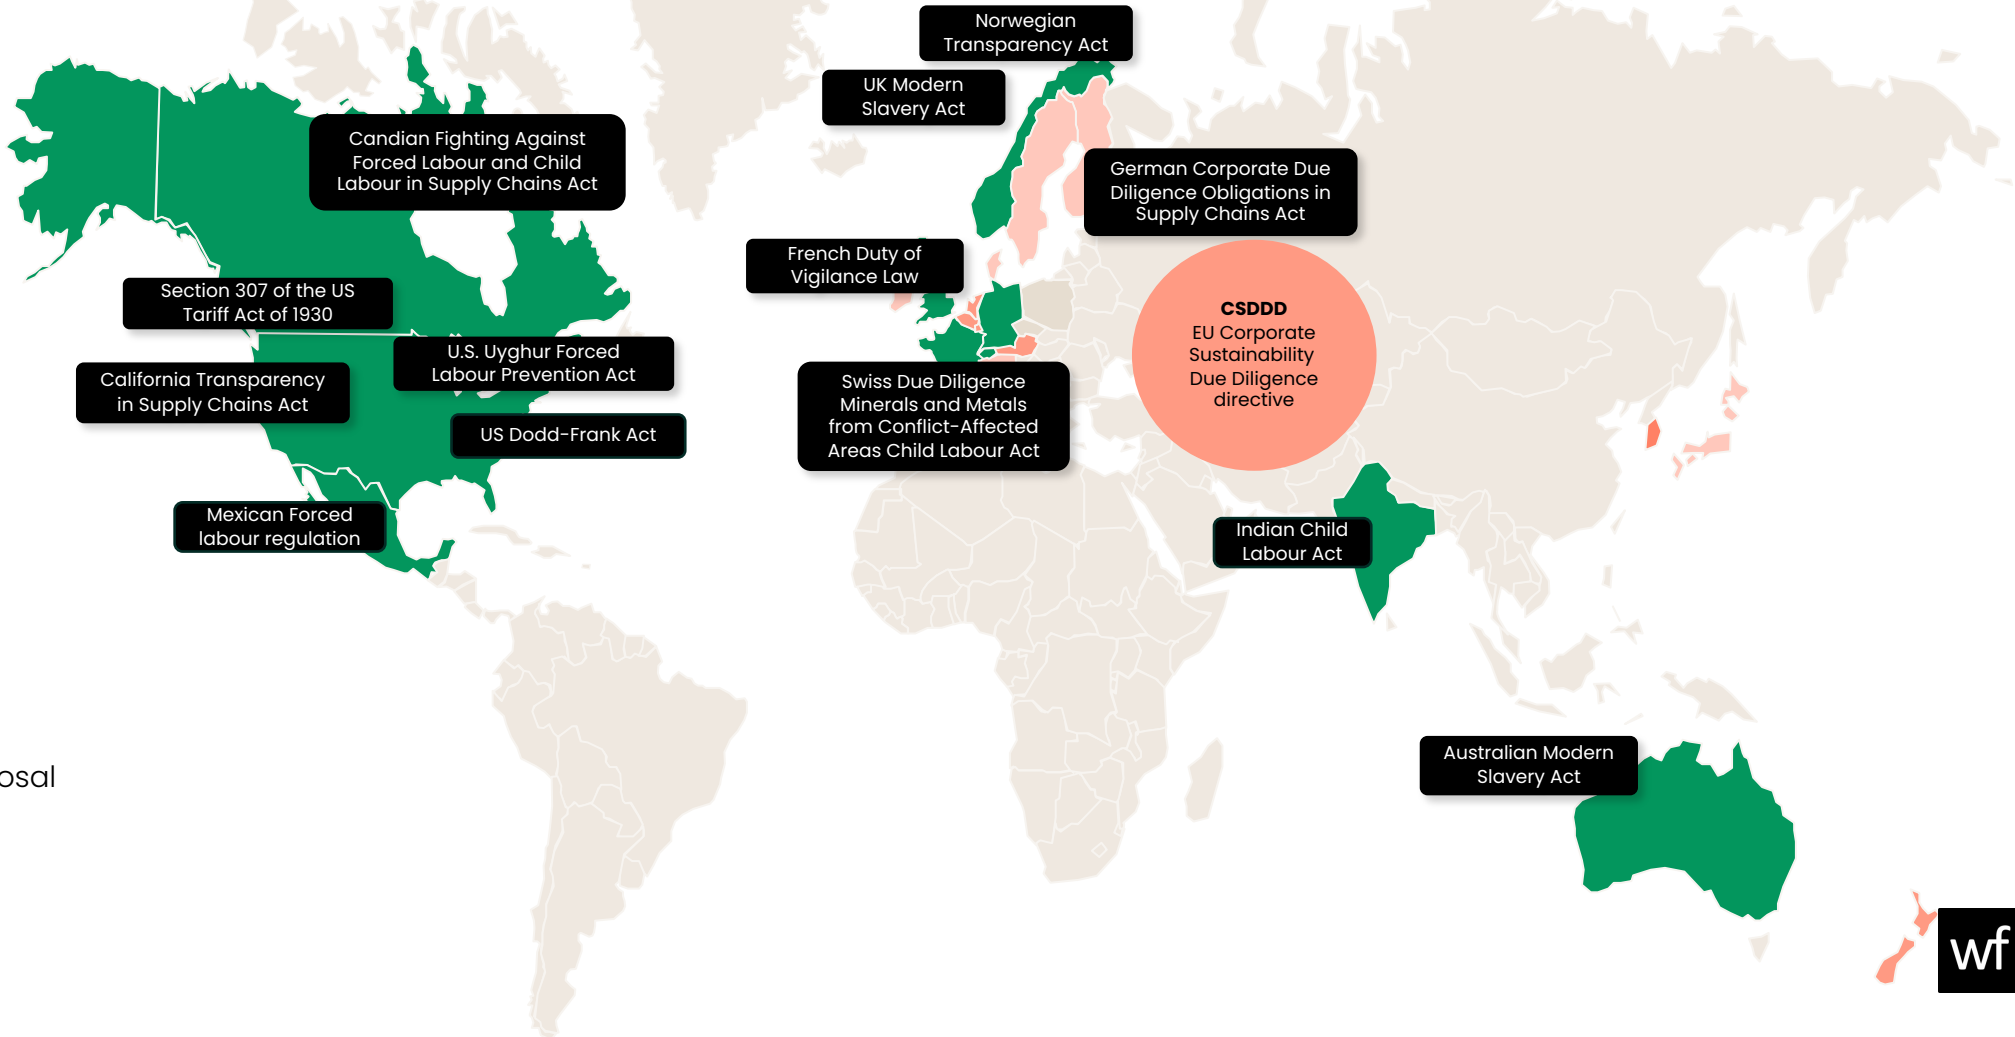 Norwegian
Transparency Act
UK Modern
Slavery Act
Candian Fighting Against
Forced Labour and Child
Labour in Supply Chains Act
German Corporate Due
Diligence Obligations in
Supply Chains Act
French Duty of
Vigilance Law
Section 307 of the US
Tariff Act of 1930
CSDDD
EU Corporate
Sustainability
Due Diligence
directive
U.S. Uyghur Forced
Labour Prevention Act
California Transparency
in Supply Chains Act
Swiss Due Diligence
Minerals and Metals
from Conflict-Affected
Areas Child Labour Act
US Dodd-Frank Act
Mexican Forced
labour regulation
Indian Child
Labour Act
Australian Modern
Slavery Act
osal
wf